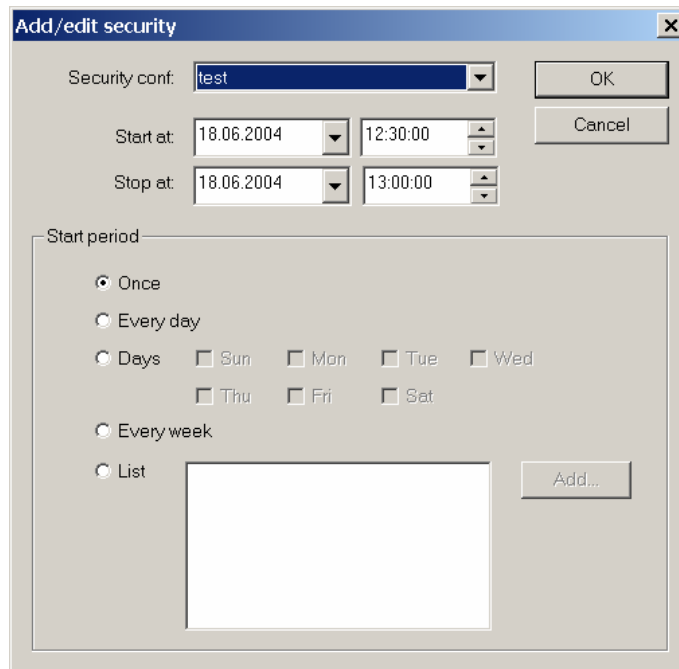 Add/edit security
Security conf: test OK
Start at: 18.06.2004 12:30:00 Cancel
Stop at: 18.06.2004 13:00:00
Start period
Once
Every day
Days Sun Mon Tue Wed
Thu Fri Sat
Every week
List Add...